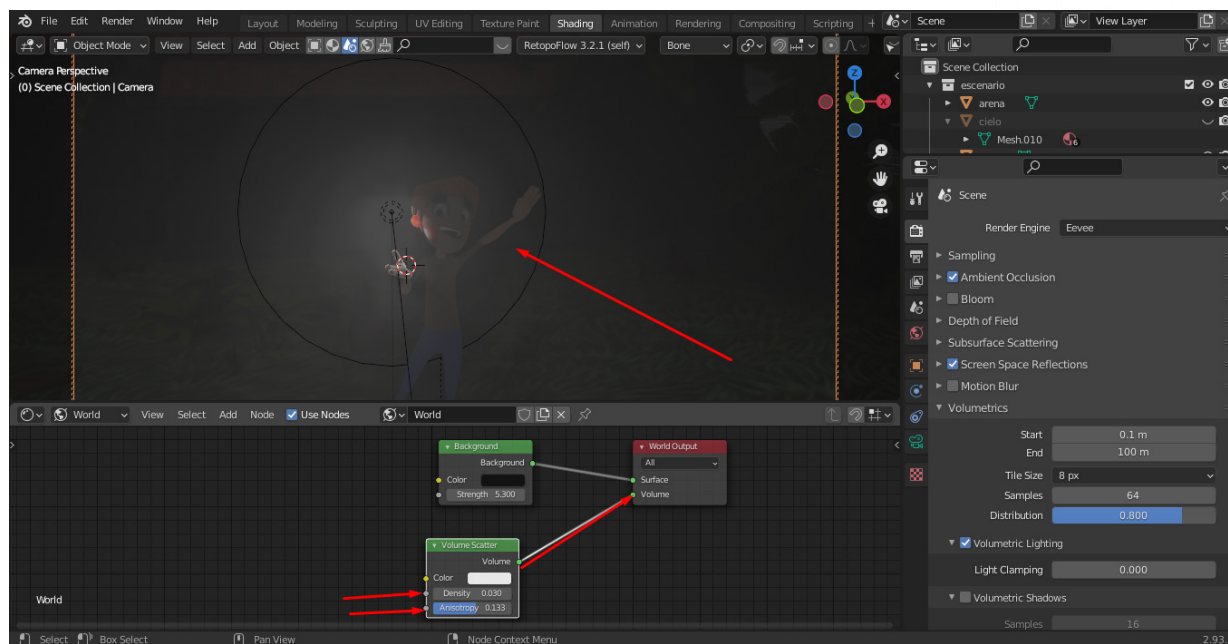 File Edit Render Window Help Layout Modeling Sculpting UV Editing Texture Paint Shading Animation Rendering Compositing Scripting + Scene View Layer
Object Mode View Select Add Object RetopoFlow 3.2.1 (self) Bone
Camera Perspective
(0) Scene Collection | Camera
Z
X
Scene Collection
escenario
arena
cielo
Mesh.010 6
Scene
Render Engine Eevee
Sampling
Ambient Occlusion
Bloom
Depth of Field
Subsurface Scattering
Screen Space Reflections
Motion Blur
Volumetrics
Start 0.1 m
End 100 m
Tile Size 8 px
Samples 64
Distribution 0.800
Volumetric Lighting
Light Clamping 0.000
Volumetric Shadows
Samples 16
World View Select Add Node Use Nodes World
Background
Background
Color
Strength 5.300
World Output
All
Surface
Volume
Volume Scatter
Volume
Color
Density 0.030
Anisotropy 0.133
World
Select Box Select Pan View Node Context Menu 2.93